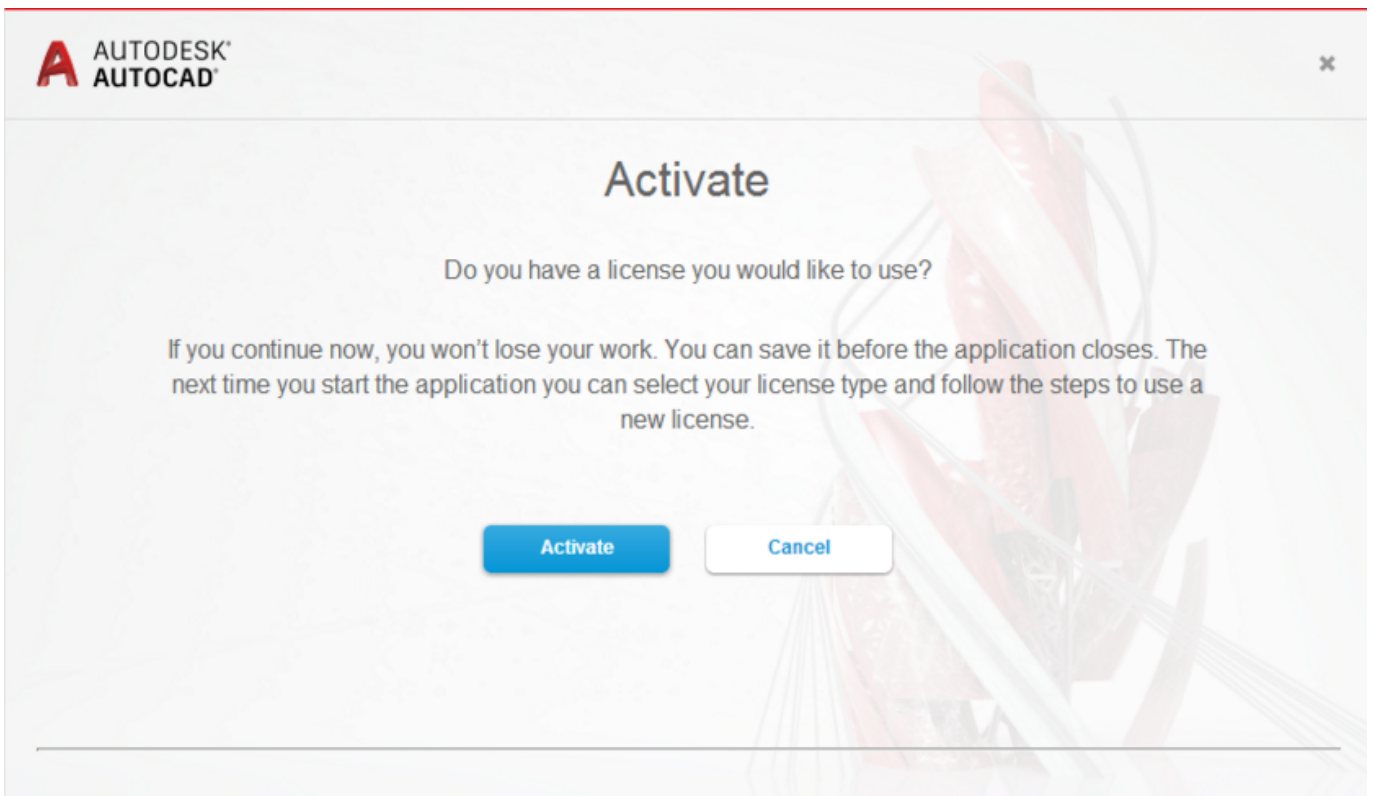 AUTODESK®
AUTOCAD®
Activate
Do you have a license you would like to use?
If you continue now, you won’t lose your work. You can save it before the application closes. The
next time you start the application you can select your license type and follow the steps to use a
new license.
Activate
Cancel